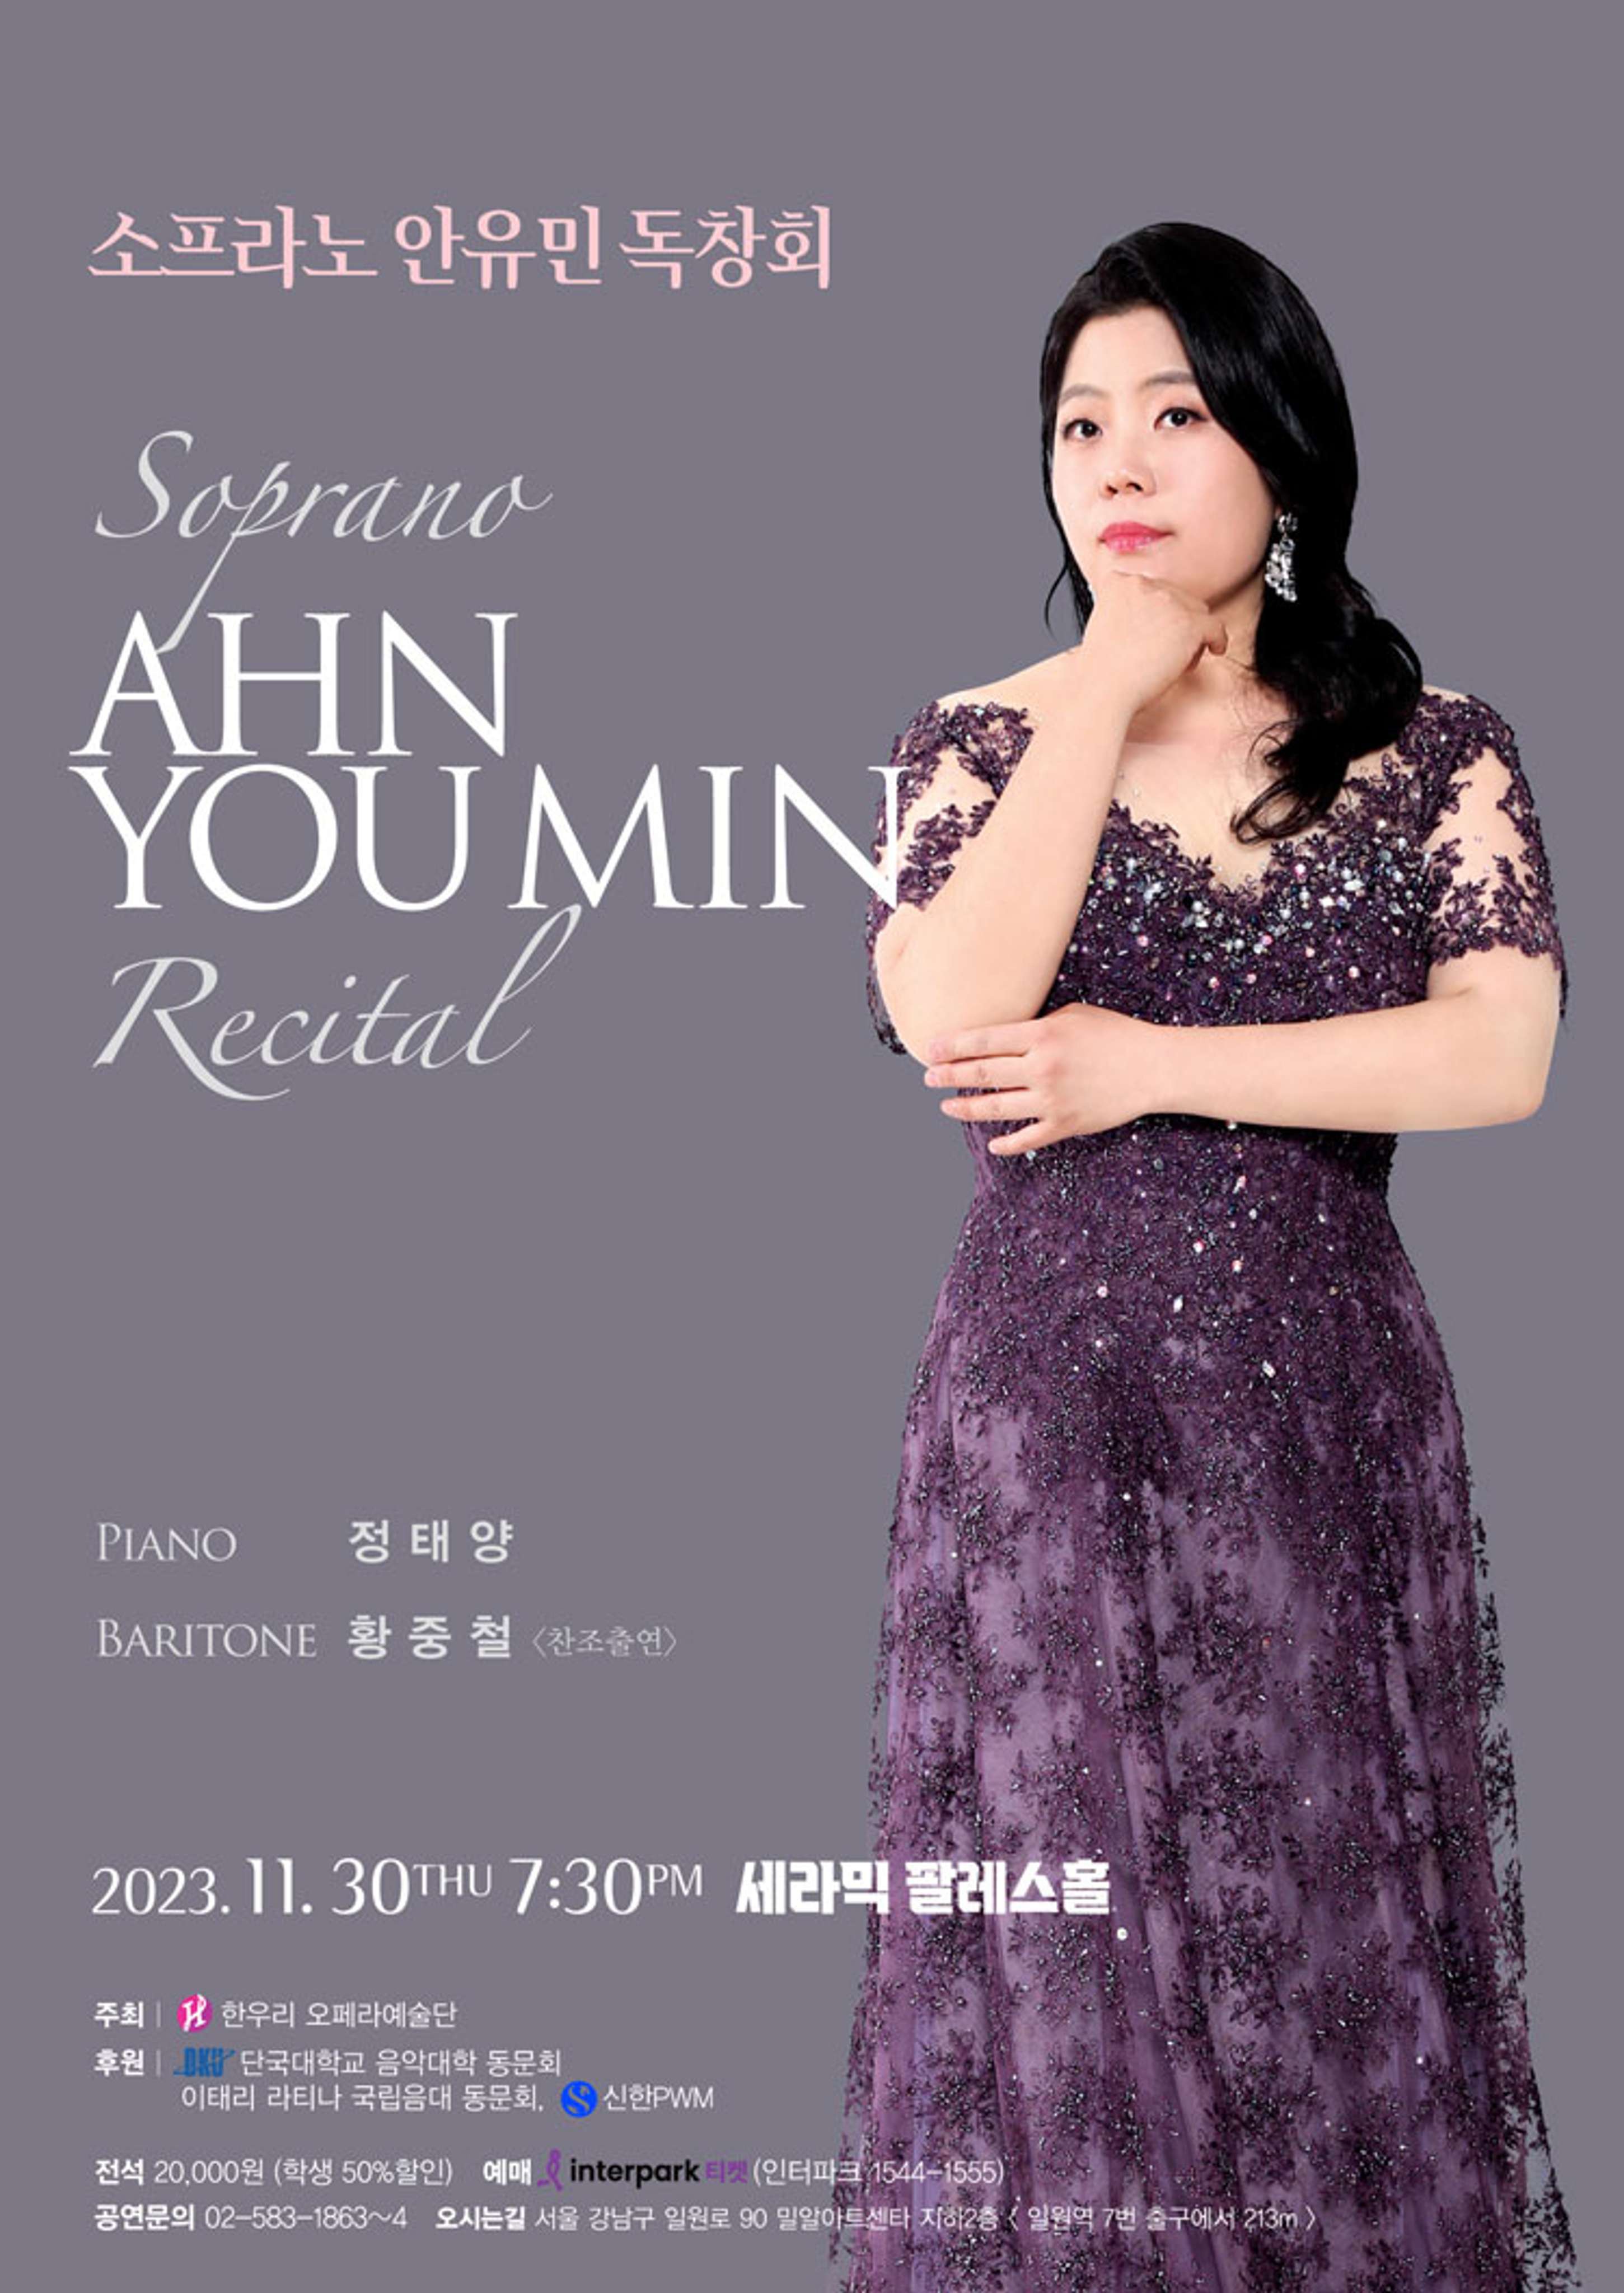 소프라노 안유민 독창회
Soprano
AHN
YOU MIN
Recital
PIANO 정태양
BARITONE 황중철 〈찬조출연〉
2023. 11. 30 THU 7:30 PM 세라믹 팔레스홀
주최 | H 한우리 오페라예술단
후원 | DKU 단국대학교 음악대학 동문회
이태리 라티나 국립음대 동문회, S 신한PWM
전석 20,000원 (학생 50%할인) 예매 interpark 티켓 (인터파크 1544-1555)
공연문의 02-583-1863~4 오시는길 서울 강남구 일원로 90 밀알아트센타 지하2층 〈 일원역 7번 출구에서 213m 〉